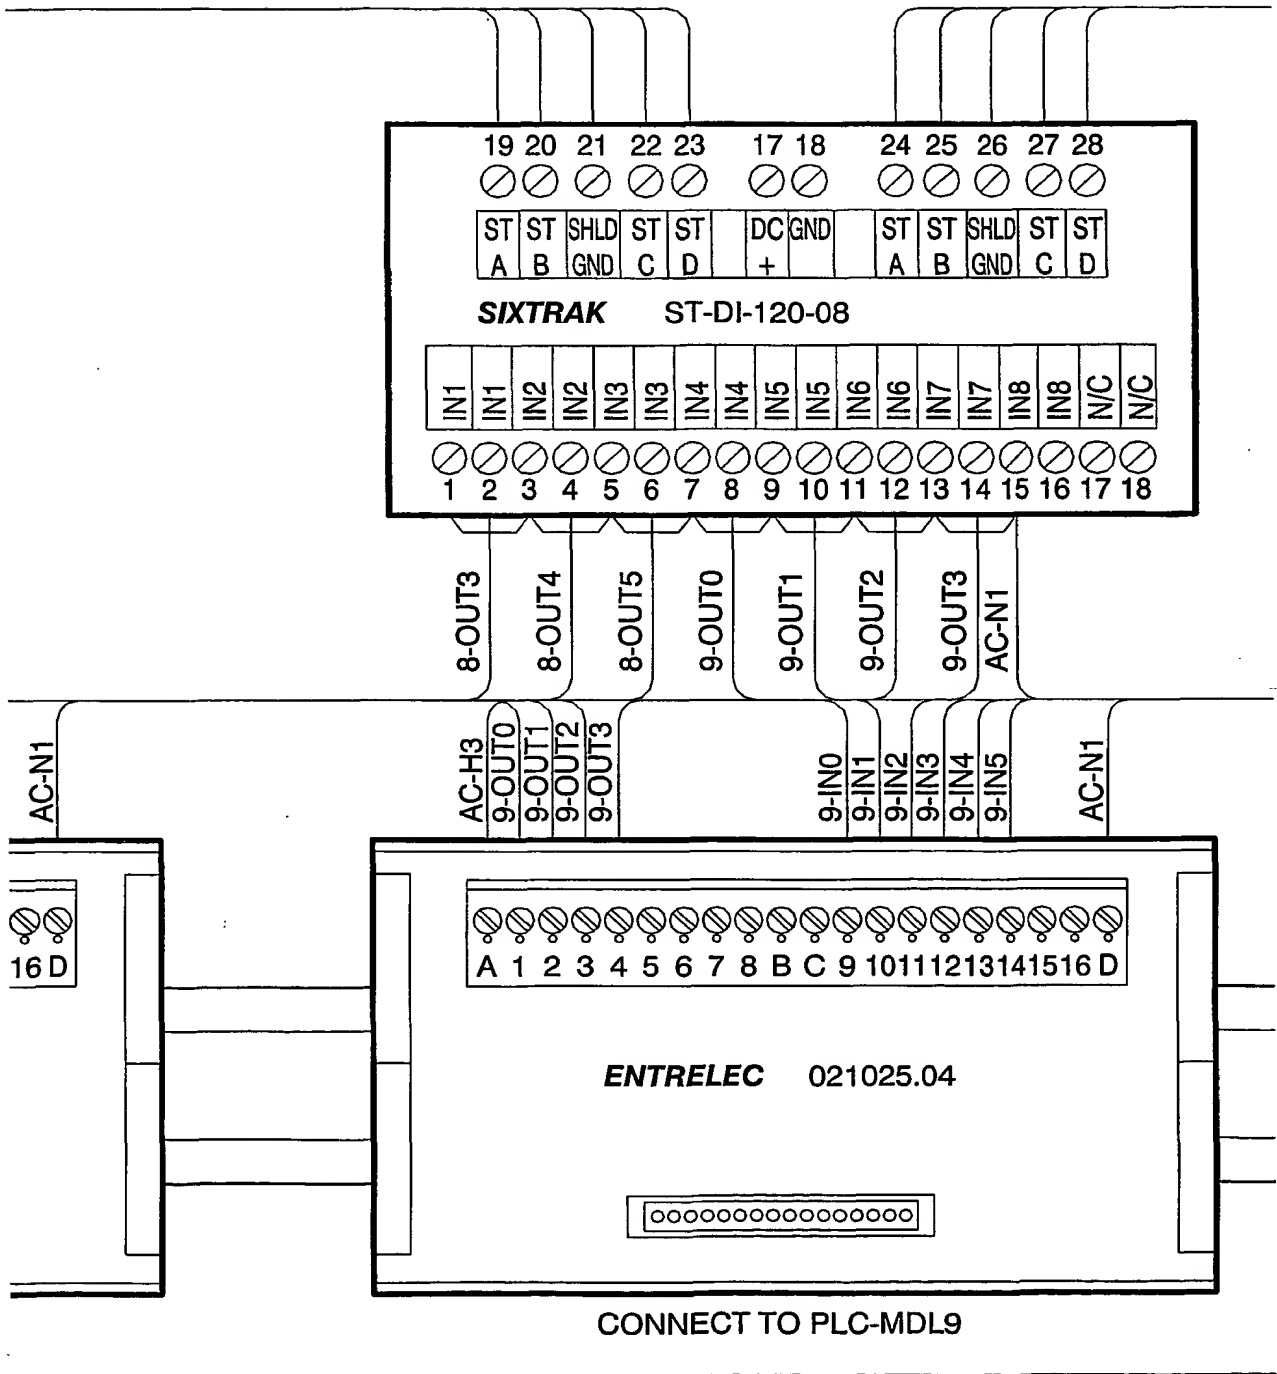 19 20 21 22 23 17 18 24 25 26 27 28
ST ST SHLD ST ST DC GND ST ST SHLD ST ST
A B GND C D + A B GND C D
SIXTRAK ST-DI-120-08
IN1 IN1 IN2 IN2 IN3 IN3 IN4 IN4 IN5 IN5 IN6 IN6 IN7 IN7 IN8 IN8 N/C N/C
1 2 3 4 5 6 7 8 9 10 11 12 13 14 15 16 17 18
8-OUT3 8-OUT4 8-OUT5 9-OUT0 9-OUT1 9-OUT2 9-OUT3 AC-N1
AC-N1 AC-H3 9-OUT0 9-OUT1 9-OUT2 9-OUT3 9-IN0 9-IN1 9-IN2 9-IN3 9-IN4 9-IN5 AC-N1
16 D
A 1 2 3 4 5 6 7 8 B C 9 10 11 12 13 14 15 16 D
ENTRELEC 021025.04
CONNECT TO PLC-MDL9